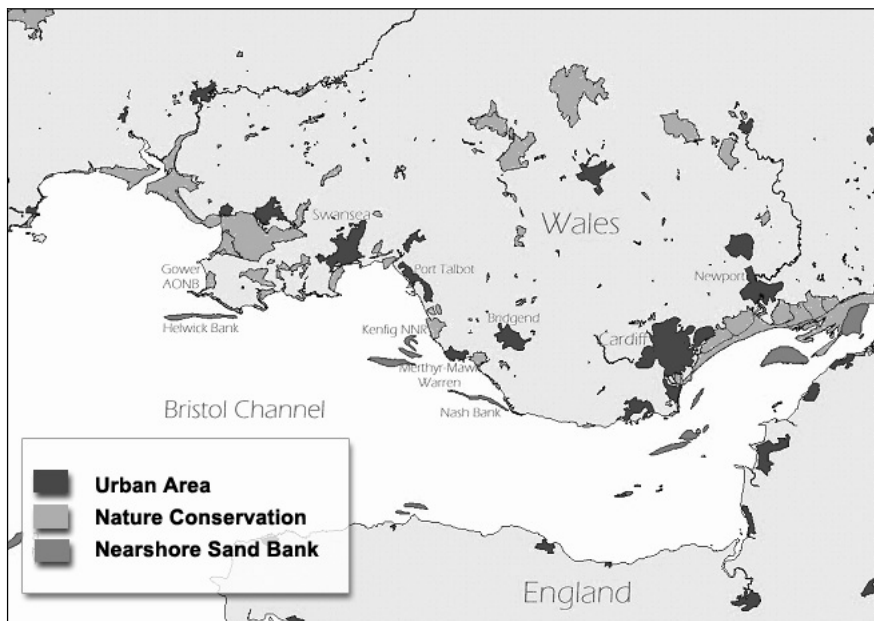 Swansea
Wales
Gower
AONB
Port Talbot
Newport
Helwick Bank
Kenfig NNR
Bridgend
Cardiff
Merthyr-Mawr
Warren
Bristol Channel
Nash Bank
Urban Area
Nature Conservation
Nearshore Sand Bank
England